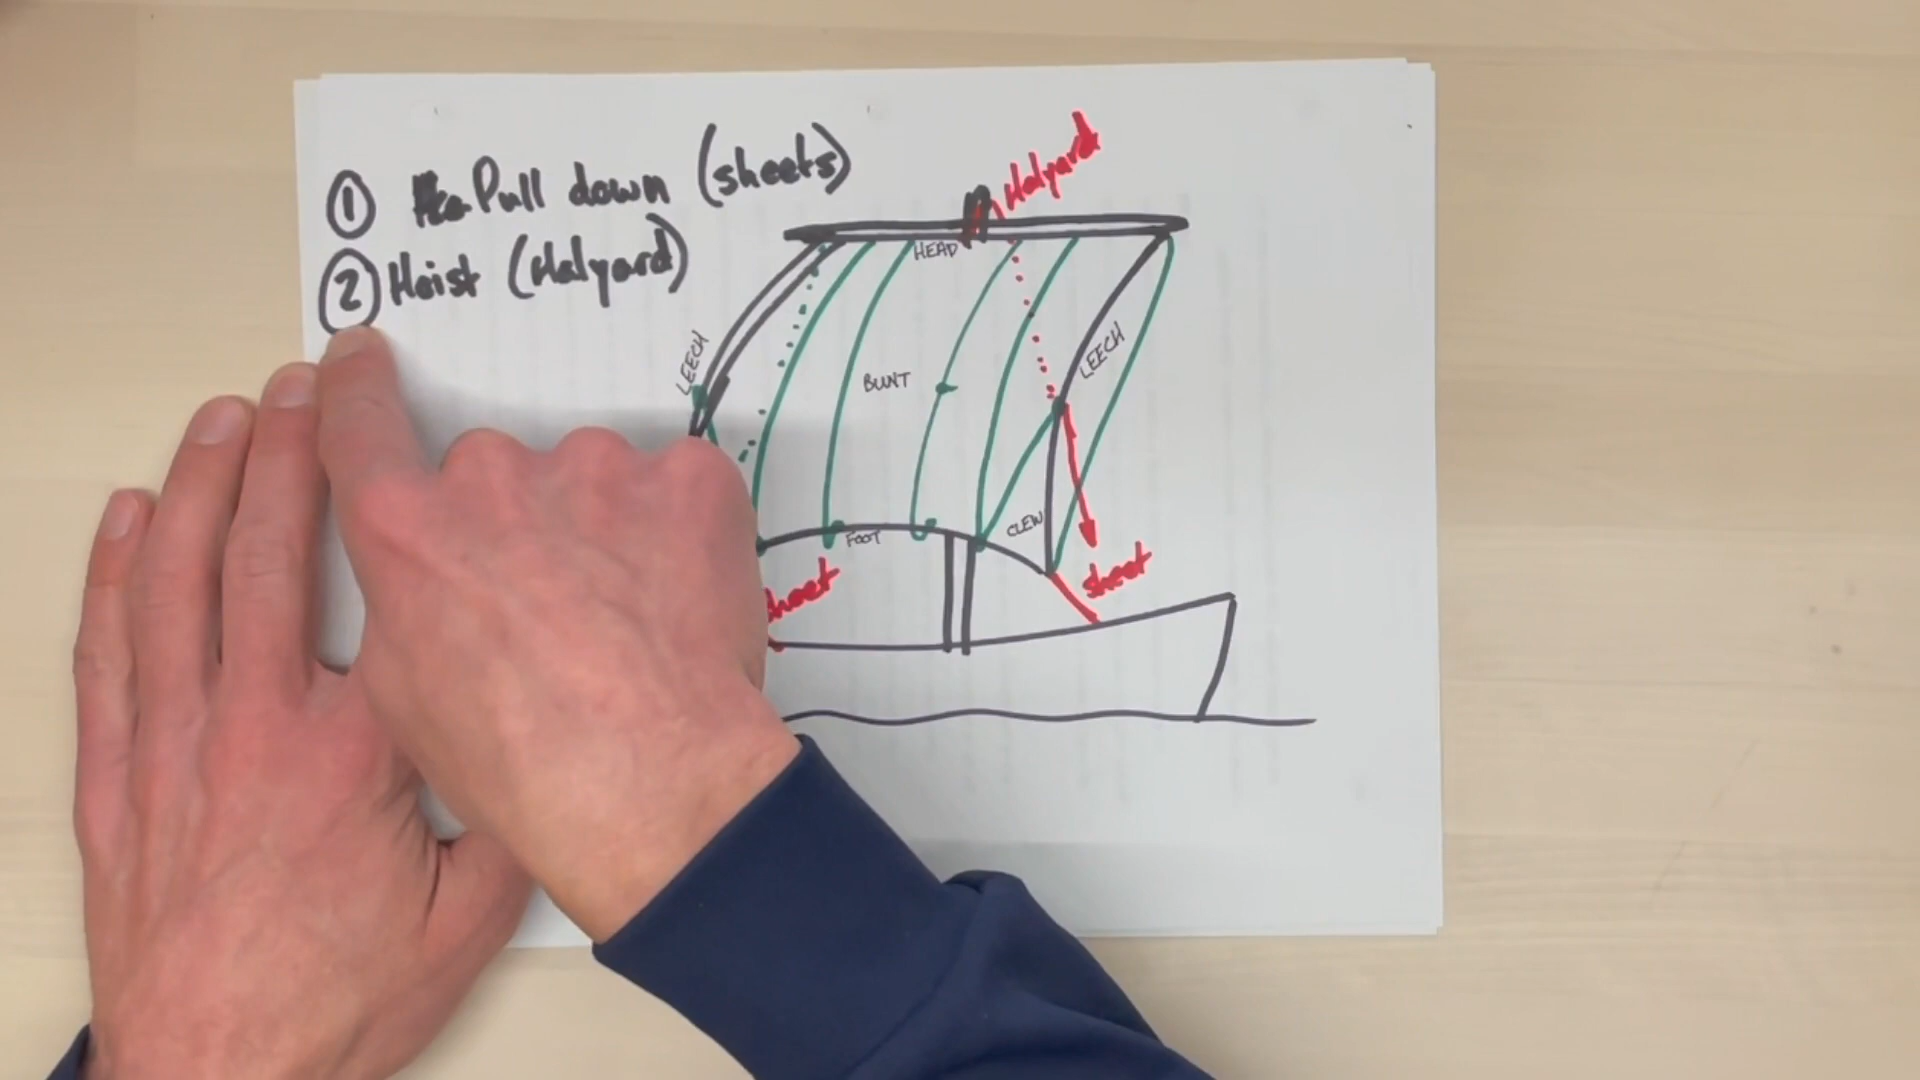 ① Pull down (sheets)
② Hoist (Halyard)
Halyard
HEAD
LEECH
LEECH
BUNT
CLEW
FOOT
sheet
sheet